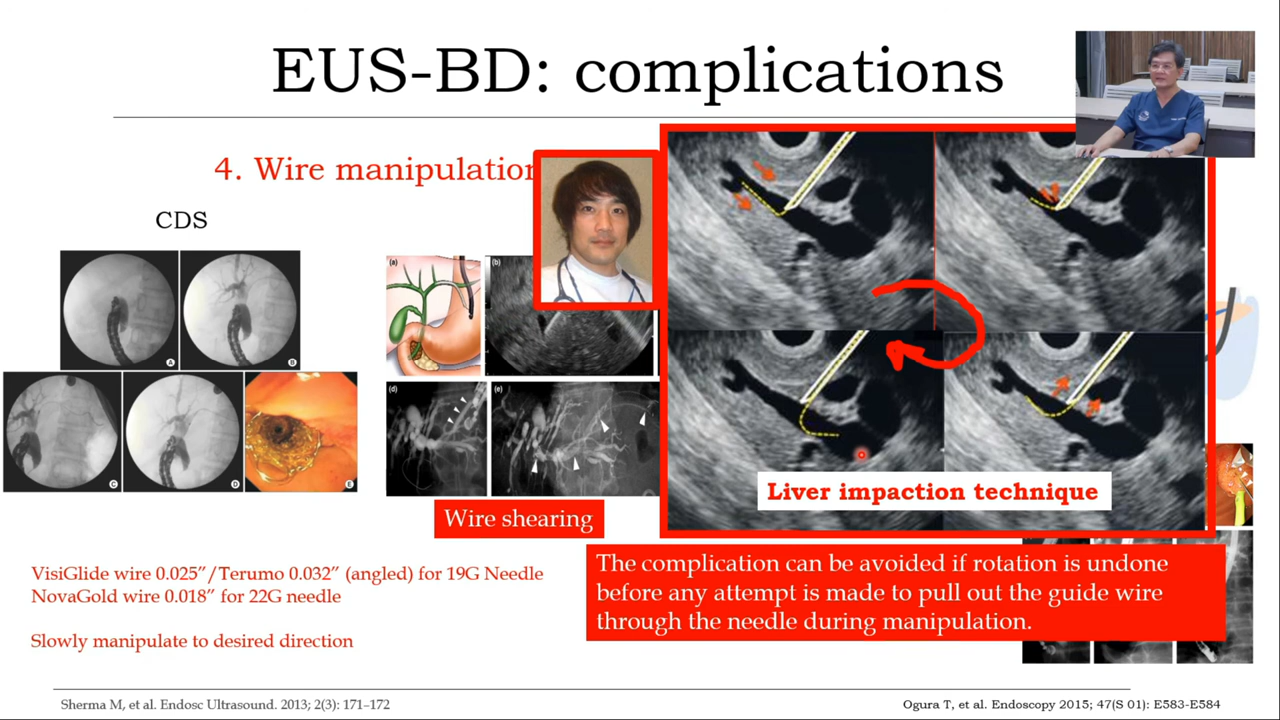 EUS-BD: complications
4. Wire manipulation
CDS
A
B
C
D
E
(a)
(b)
(d)
(e)
Wire shearing
Liver impaction technique
VisiGlide wire 0.025”/Terumo 0.032” (angled) for 19G Needle
NovaGold wire 0.018” for 22G needle
Slowly manipulate to desired direction
The complication can be avoided if rotation is undone
before any attempt is made to pull out the guide wire
through the needle during manipulation.
Sherma M, et al. Endosc Ultrasound. 2013; 2(3): 171–172
Ogura T, et al. Endoscopy 2015; 47(S 01): E583-E584